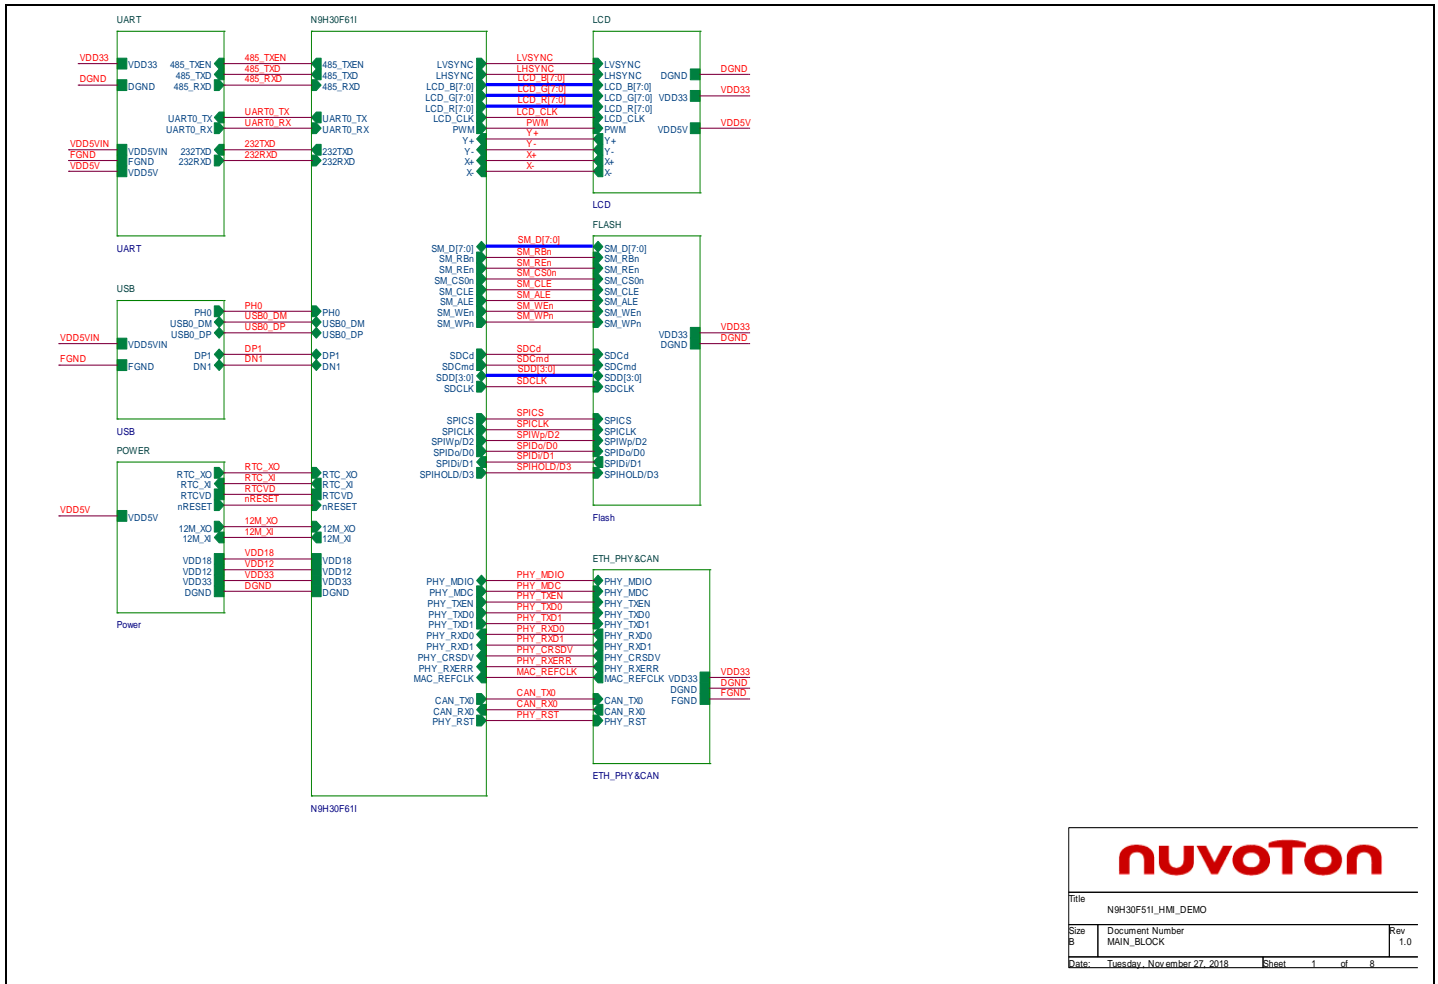 UART
VDD33
DGND
VDD5VIN
FGND
VDD5V
VDD33
DGND
VDD5VIN
FGND
VDD5V
485_TXEN
485_TXD
485_RXD
UART0_TX
UART0_RX
232TXD
232RXD
485_TXEN
485_TXD
485_RXD
UART0_TX
UART0_RX
232TXD
232RXD
UART
USB
VDD5VIN
FGND
VDD5VIN
FGND
PH0
USB0_DM
USB0_DP
DP1
DN1
PH0
USB0_DM
USB0_DP
DP1
DN1
USB
POWER
VDD5V
VDD5V
RTC_XO
RTC_XI
RTCVD
nRESET
12M_XO
12M_XI
VDD18
VDD12
VDD33
DGND
RTC_XO
RTC_XI
RTCVD
nRESET
12M_XO
12M_XI
VDD18
VDD12
VDD33
DGND
Power
N9H30F61I
485_TXEN
485_TXD
485_RXD
UART0_TX
UART0_RX
232TXD
232RXD
PH0
USB0_DM
USB0_DP
DP1
DN1
RTC_XO
RTC_XI
RTCVD
nRESET
12M_XO
12M_XI
VDD18
VDD12
VDD33
DGND
LVSYNC
LHSYNC
LCD_B[7:0]
LCD_G[7:0]
LCD_R[7:0]
LCD_CLK
PWM
Y+
Y-
X+
X-
SM_D[7:0]
SM_RBn
SM_REn
SM_CS0n
SM_CLE
SM_ALE
SM_WEn
SM_WPn
SDCd
SDCmd
SDD[3:0]
SDCLK
SPICS
SPICLK
SPIWp/D2
SPIDo/D0
SPIDi/D1
SPIHOLD/D3
PHY_MDIO
PHY_MDC
PHY_TXEN
PHY_TXD0
PHY_TXD1
PHY_RXD0
PHY_RXD1
PHY_CRSDV
PHY_RXERR
MAC_REFCLK
CAN_TX0
CAN_RX0
PHY_RST
N9H30F61I
LVSYNC
LHSYNC
LCD_B[7:0]
LCD_G[7:0]
LCD_R[7:0]
LCD_CLK
PWM
Y+
Y-
X+
X-
LCD
LVSYNC
LHSYNC
LCD_B[7:0]
LCD_G[7:0]
LCD_R[7:0]
LCD_CLK
PWM
Y+
Y-
X+
X-
DGND
VDD33
VDD5V
DGND
VDD33
VDD5V
LCD
FLASH
SM_D[7:0]
SM_RBn
SM_REn
SM_CS0n
SM_CLE
SM_ALE
SM_WEn
SM_WPn
SDCd
SDCmd
SDD[3:0]
SDCLK
SPICS
SPICLK
SPIWp/D2
SPIDo/D0
SPIDi/D1
SPIHOLD/D3
SM_D[7:0]
SM_RBn
SM_REn
SM_CS0n
SM_CLE
SM_ALE
SM_WEn
SM_WPn
SDCd
SDCmd
SDD[3:0]
SDCLK
SPICS
SPICLK
SPIWp/D2
SPIDo/D0
SPIDi/D1
SPIHOLD/D3
VDD33
DGND
VDD33
DGND
Flash
ETH_PHY&CAN
PHY_MDIO
PHY_MDC
PHY_TXEN
PHY_TXD0
PHY_TXD1
PHY_RXD0
PHY_RXD1
PHY_CRSDV
PHY_RXERR
MAC_REFCLK
CAN_TX0
CAN_RX0
PHY_RST
PHY_MDIO
PHY_MDC
PHY_TXEN
PHY_TXD0
PHY_TXD1
PHY_RXD0
PHY_RXD1
PHY_CRSDV
PHY_RXERR
MAC_REFCLK
CAN_TX0
CAN_RX0
PHY_RST
VDD33
DGND
FGND
VDD33
DGND
FGND
ETH_PHY&CAN
nuvoTon
Title
N9H30F51I_HMI_DEMO
Size Document Number Rev
B MAIN_BLOCK 1.0
Date: Tuesday, November 27, 2018 Sheet 1 of 8